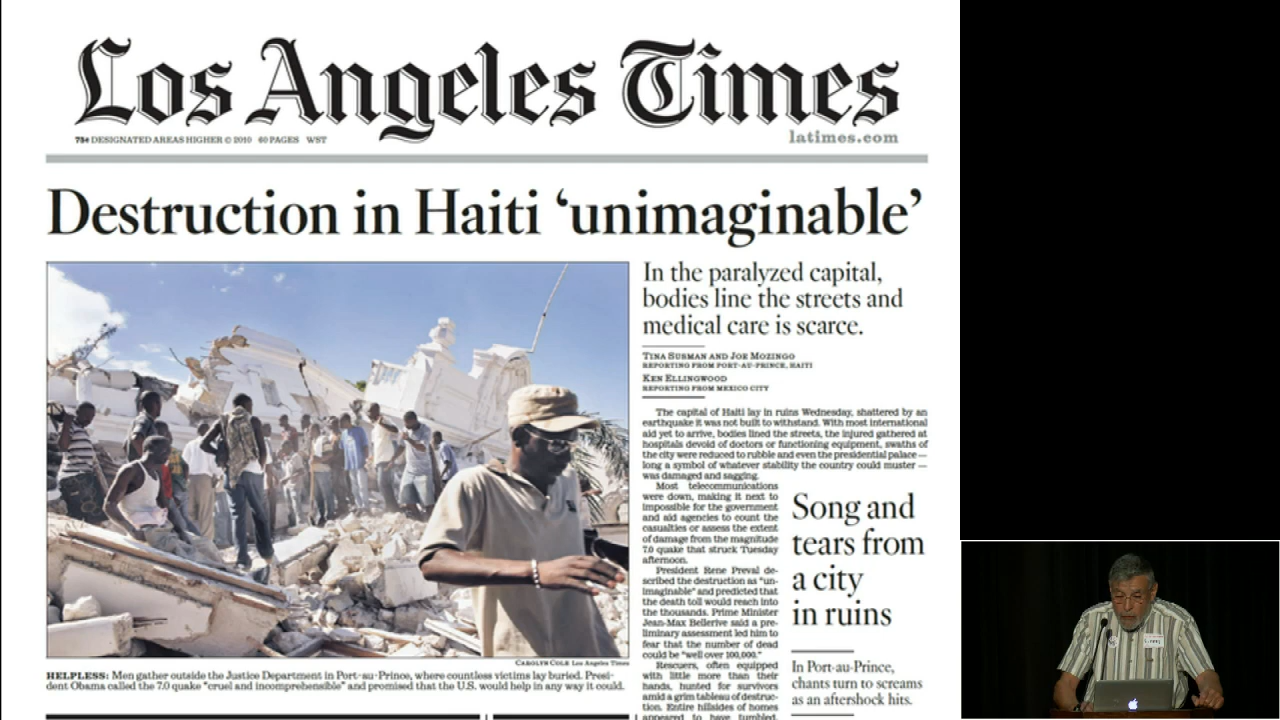 Los Angeles Times
75¢ DESIGNATED AREAS HIGHER © 2010 60 PAGES WST
latimes.com
Destruction in Haiti ‘unimaginable’
In the paralyzed capital,
bodies line the streets and
medical care is scarce.
TINA SUSMAN AND JOE MOZINGO
REPORTING FROM PORT-AU-PRINCE, HAITI
KEN ELLINGWOOD
REPORTING FROM MEXICO CITY
The capital of Haiti lay in ruins Wednesday, shattered by an
earthquake it was not built to withstand. With most international
aid yet to arrive, bodies lined the streets, the injured gathered at
hospitals devoid of doctors or functioning equipment, swaths of
the city were reduced to rubble and even the presidential palace —
long a symbol of whatever stability the country could muster —
was damaged and sagging.
Most telecommunications
were down, making it next to
impossible for the government
and aid agencies to count the
casualties or assess the extent
of damage from the magnitude
7.0 quake that struck Tuesday
afternoon.
President Rene Preval de-
scribed the destruction as "un-
imaginable" and predicted that
the death toll would reach into
the thousands. Prime Minister
Jean-Max Bellerive said a pre-
liminary assessment led him to
fear that the number of dead
could be "well over 100,000."
Rescuers, often equipped
with little more than their
hands, hunted for survivors
amid a grim tableau of destruc-
tion. Entire hillsides of homes
appeared to have tumbled,
Song and
tears from
a city
in ruins
In Port-au-Prince,
chants turn to screams
as an aftershock hits.
CAROLYN COLE Los Angeles Times
HELPLESS: Men gather outside the Justice Department in Port-au-Prince, where countless victims lay buried. Presi-
dent Obama called the 7.0 quake "cruel and incomprehensible" and promised that the U.S. would help in any way it could.